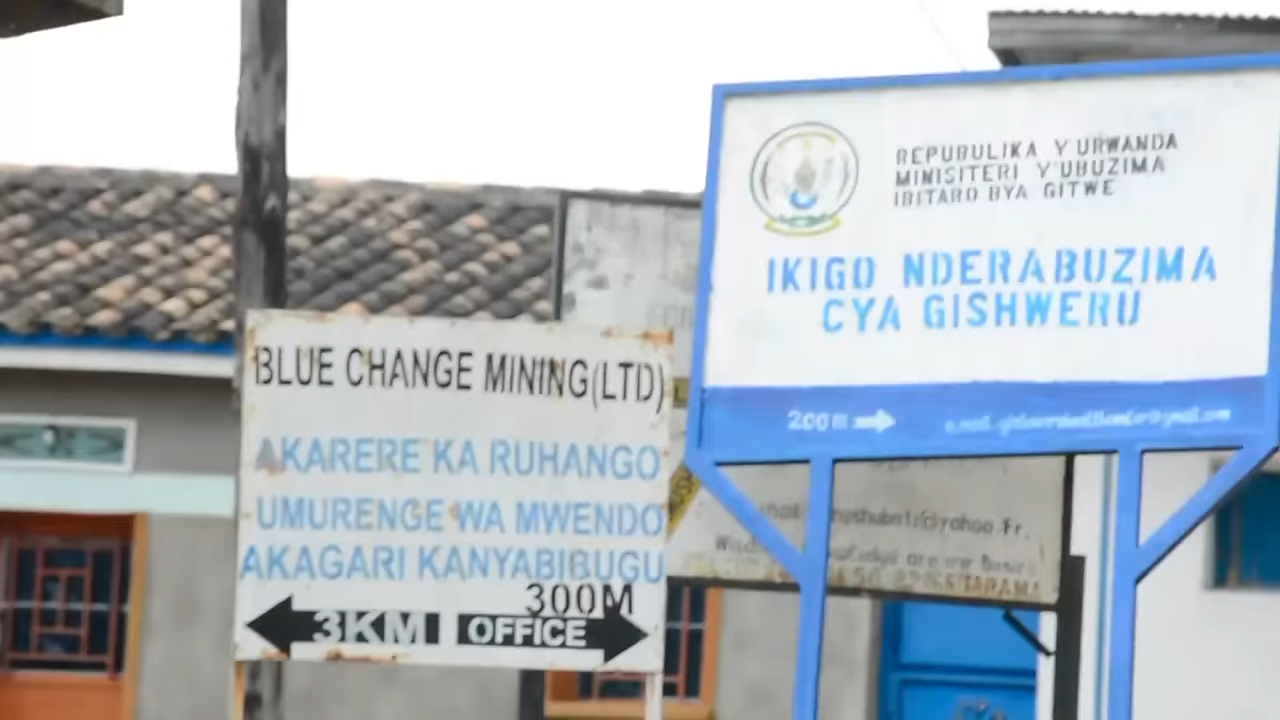 BLUE CHANGE MINING(LTD)
AKARERE KA RUHANGO
UMURENGE WA MWENDO
AKAGARI KANYABIBUGU
300M
3KM OFFICE
REPUBULIKA Y'URWANDA
MINISITERI Y'UBUZIMA
IBITARO BYA GITWE
IKIGO NDERABUZIMA
CYA GISHWERU
200m